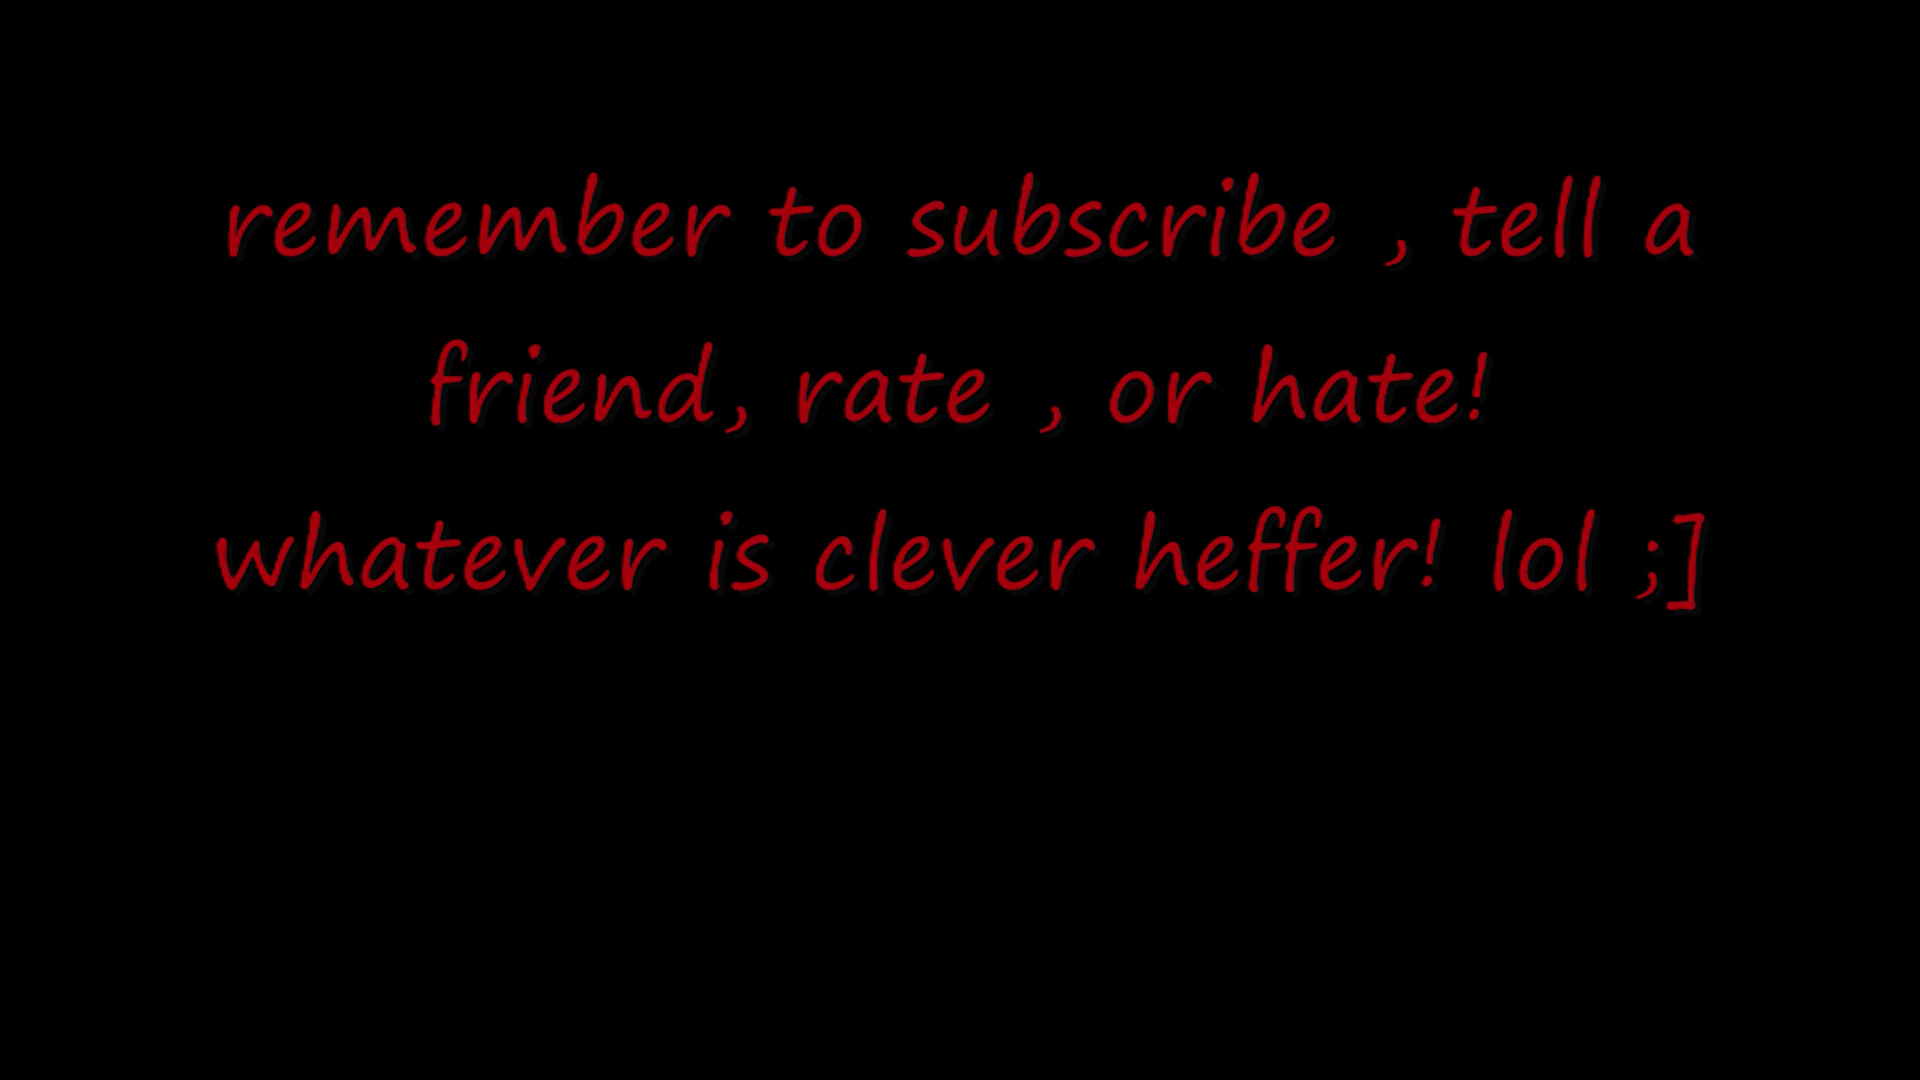 remember to subscribe , tell a
friend, rate , or hate!
whatever is clever heffer! lol ;]